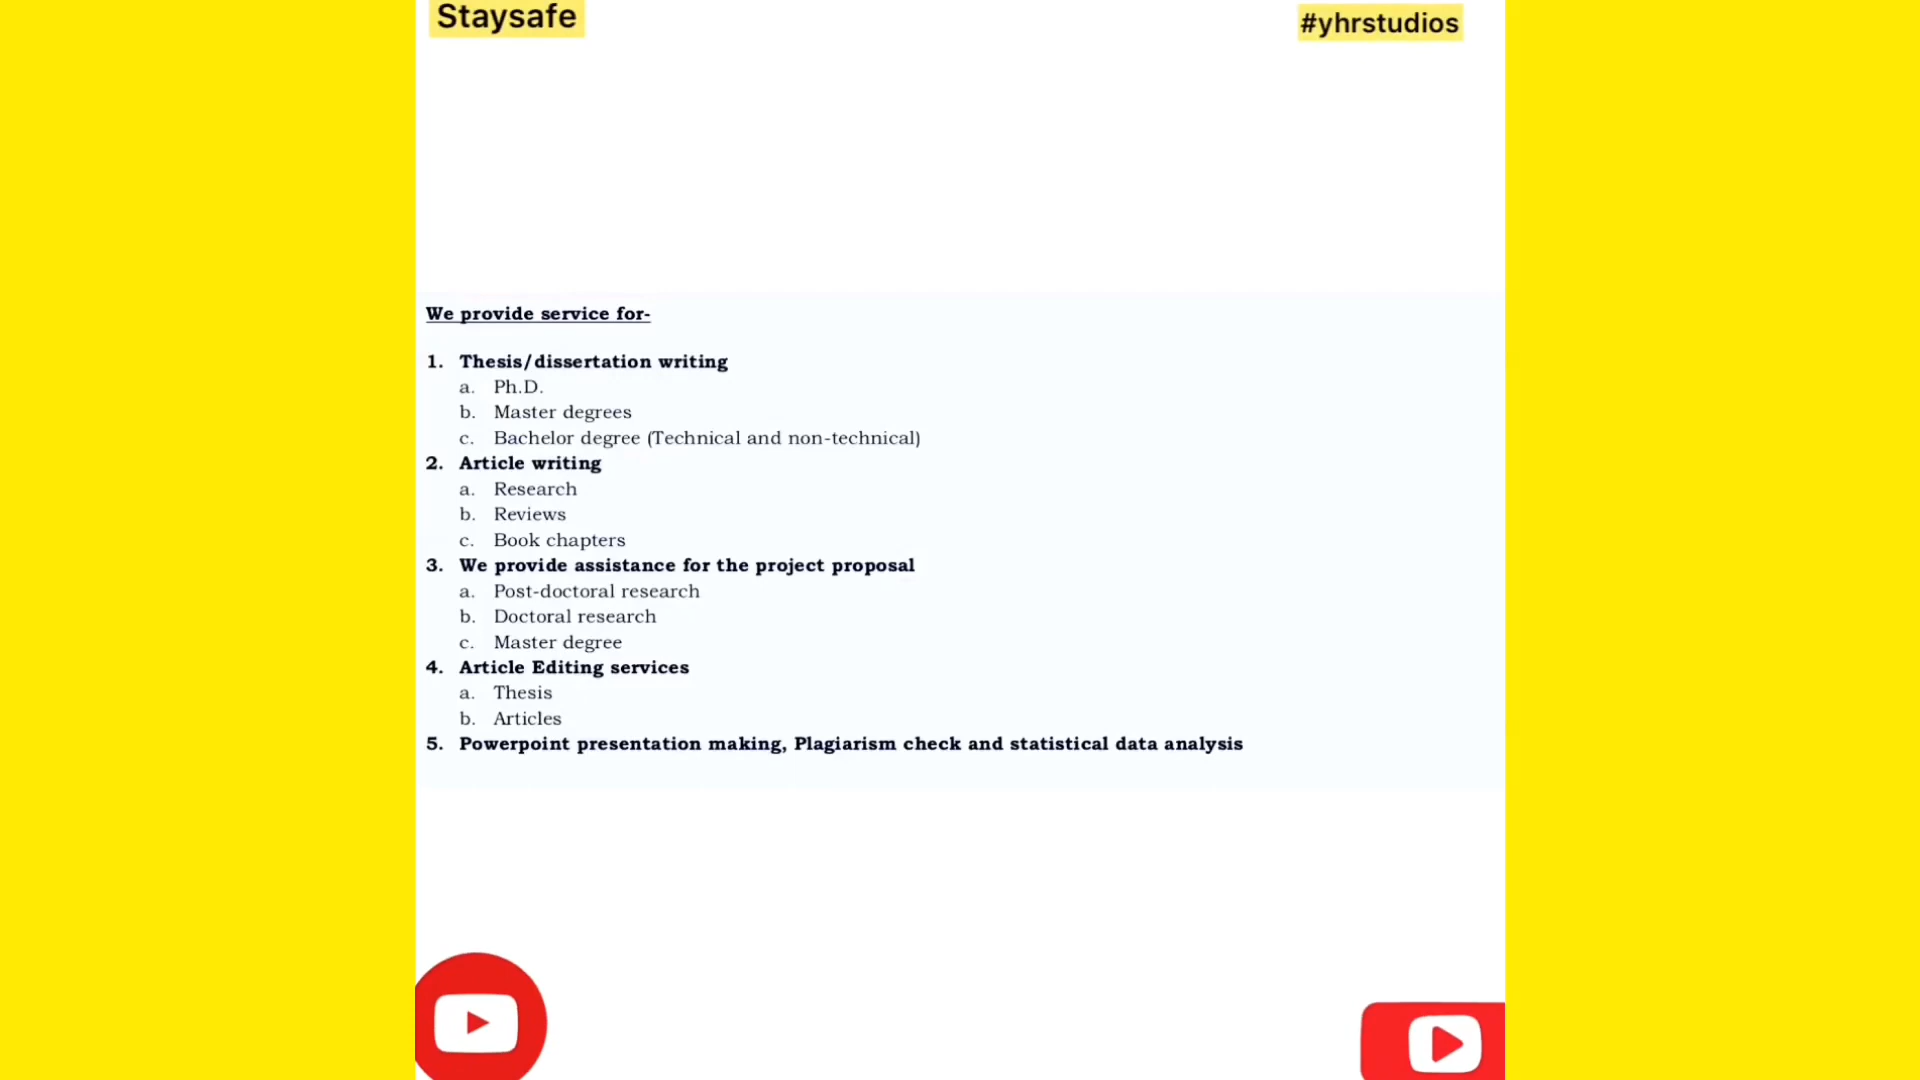 Staysafe
#yhrstudios
We provide service for-
1. Thesis/dissertation writing
a. Ph.D.
b. Master degrees
c. Bachelor degree (Technical and non-technical)
2. Article writing
a. Research
b. Reviews
c. Book chapters
3. We provide assistance for the project proposal
a. Post-doctoral research
b. Doctoral research
c. Master degree
4. Article Editing services
a. Thesis
b. Articles
5. Powerpoint presentation making, Plagiarism check and statistical data analysis